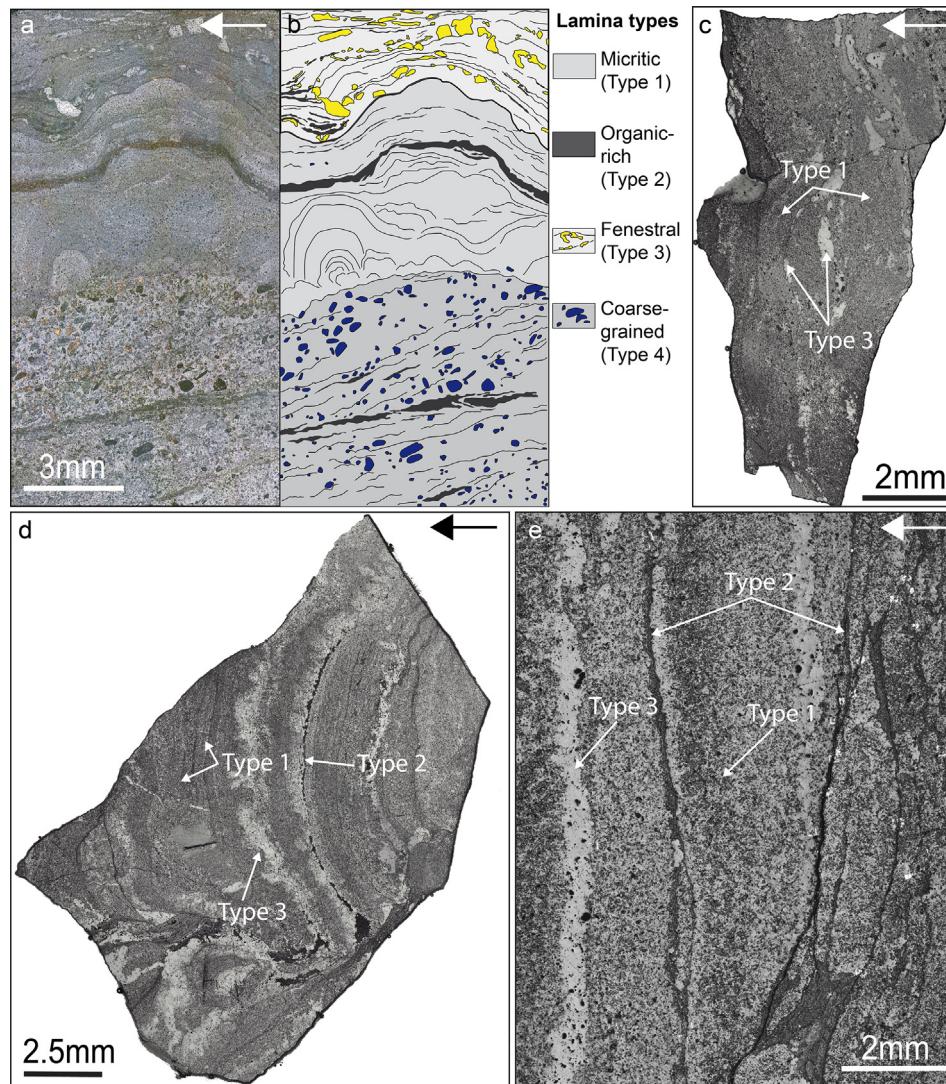 a
b
Lamina types
Micritic
(Type 1)
Organic-
rich
(Type 2)
Fenestral
(Type 3)
Coarse-
grained
(Type 4)
3mm
c
Type 1
Type 3
2mm
d
Type 1
Type 2
Type 3
2.5mm
e
Type 2
Type 3
Type 1
2mm